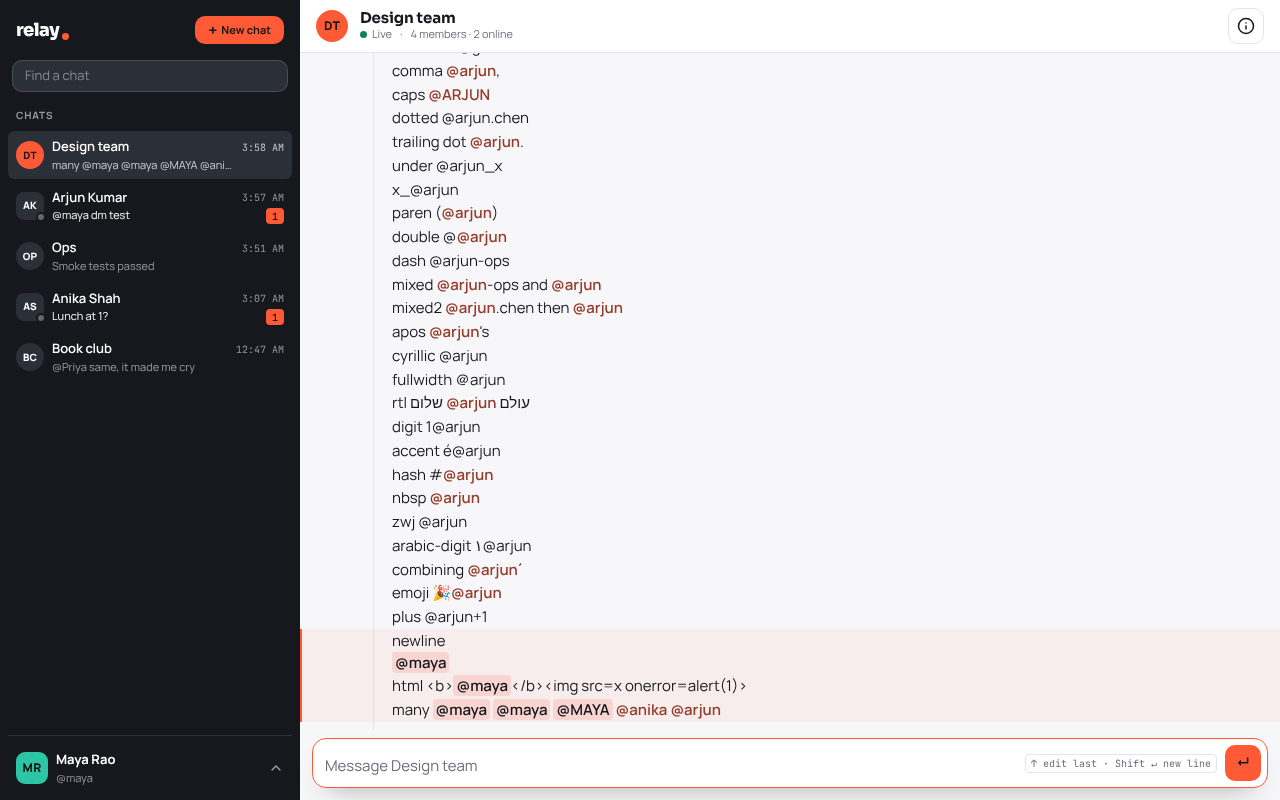 relay.
+ New chat
Find a chat
CHATS
DT
Design team
3:58 AM
many @maya @maya @MAYA @ani…
AK
Arjun Kumar
3:57 AM
@maya dm test
1
OP
Ops
3:51 AM
Smoke tests passed
AS
Anika Shah
3:07 AM
Lunch at 1?
1
BC
Book club
12:47 AM
@Priya same, it made me cry
MR
Maya Rao
@maya
DT
Design team
Live · 4 members · 2 online
comma @arjun,
caps @ARJUN
dotted @arjun.chen
trailing dot @arjun.
under @arjun_x
x_@arjun
paren (@arjun)
double @@arjun
dash @arjun-ops
mixed @arjun-ops and @arjun
mixed2 @arjun.chen then @arjun
apos @arjun's
cyrillic @arjun
fullwidth ＠arjun
rtl שלום @arjun עולם
digit 1@arjun
accent é@arjun
hash #@arjun
nbsp @arjun
zwj @arjun
arabic-digit ١@arjun
combining @arjun´
emoji 🎉@arjun
plus @arjun+1
newline
@maya
html <b>@maya</b><img src=x onerror=alert(1)>
many @maya @maya @MAYA @anika @arjun
Message Design team
↑ edit last · Shift ↵ new line